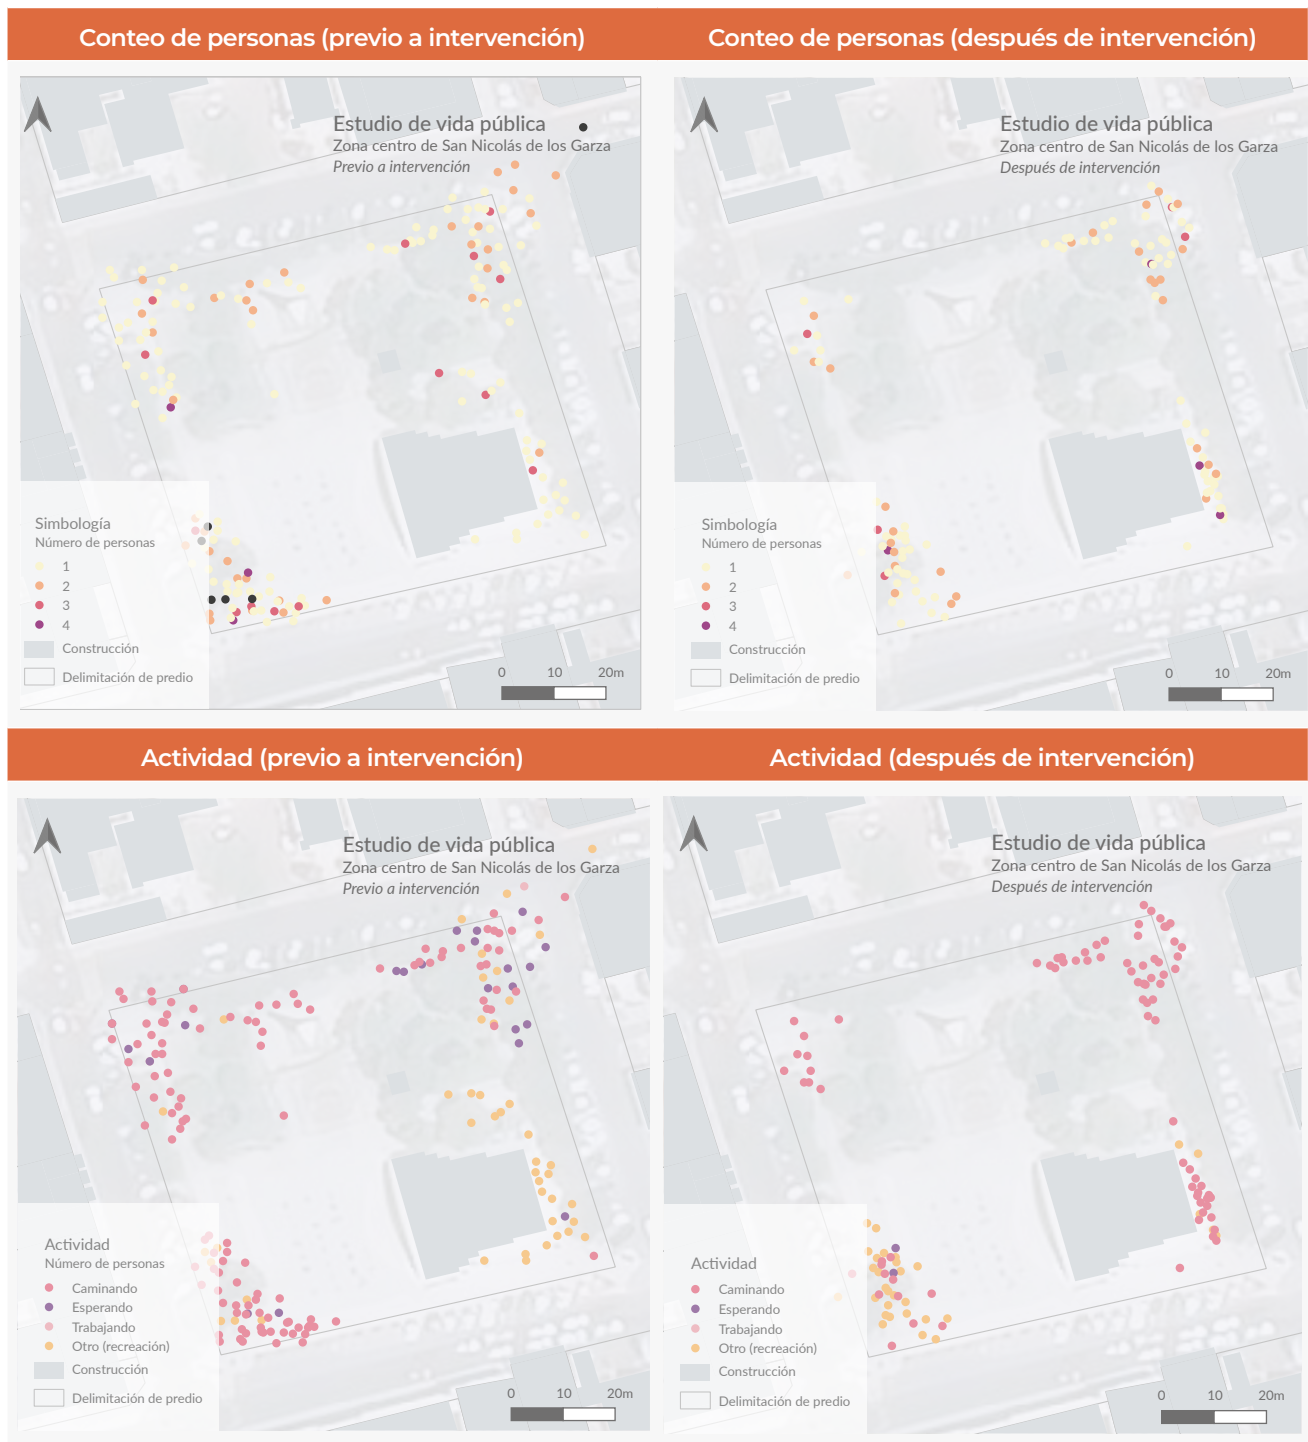 Conteo de personas (previo a intervención)
Conteo de personas (después de intervención)
Estudio de vida pública
Zona centro de San Nicolás de los Garza
Previo a intervención
Simbología
Número de personas
1
2
3
4
Construcción
Delimitación de predio
0 10 20m
Estudio de vida pública
Zona centro de San Nicolás de los Garza
Después de intervención
Simbología
Número de personas
1
2
3
4
Construcción
Delimitación de predio
0 10 20m
Actividad (previo a intervención)
Actividad (después de intervención)
Estudio de vida pública
Zona centro de San Nicolás de los Garza
Previo a intervención
Actividad
Número de personas
Caminando
Esperando
Trabajando
Otro (recreación)
Construcción
Delimitación de predio
0 10 20m
Estudio de vida pública
Zona centro de San Nicolás de los Garza
Después de intervención
Actividad
Caminando
Esperando
Trabajando
Otro (recreación)
Construcción
Delimitación de predio
0 10 20m